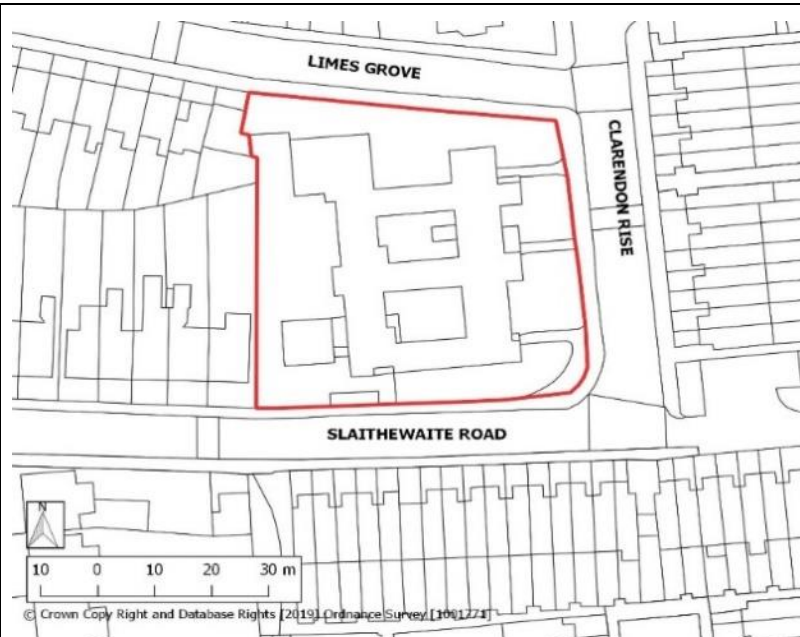 LIMES GROVE
CLARENDON RISE
SLAITHEWAITE ROAD
N
10 0 10 20 30 m
© Crown Copy Right and Database Rights [2019] Ordnance Survey [1001771]